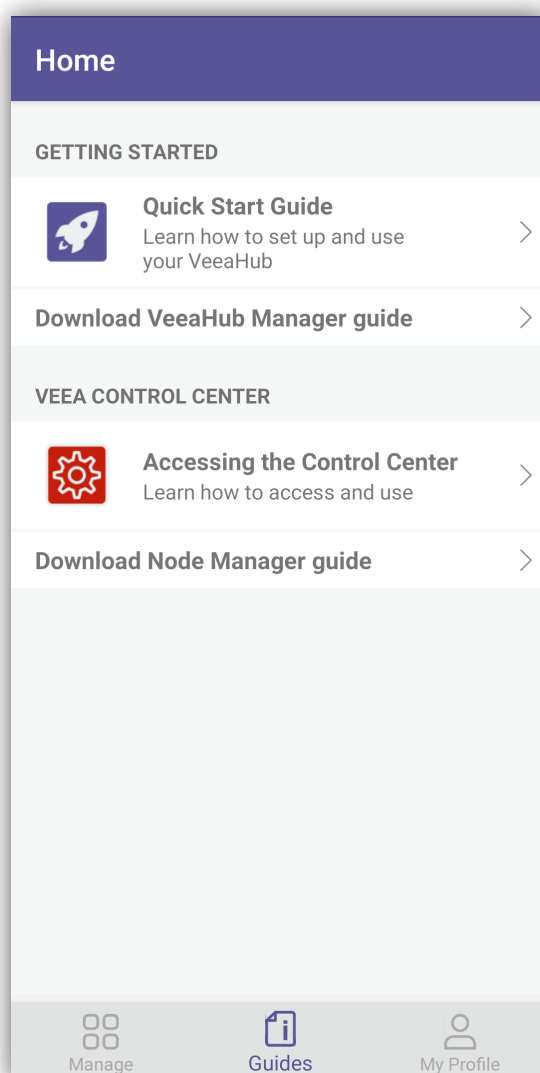 Home
GETTING STARTED
Quick Start Guide
Learn how to set up and use
your VeeaHub
Download VeeaHub Manager guide
VEEA CONTROL CENTER
Accessing the Control Center
Learn how to access and use
Download Node Manager guide
Manage
Guides
My Profile